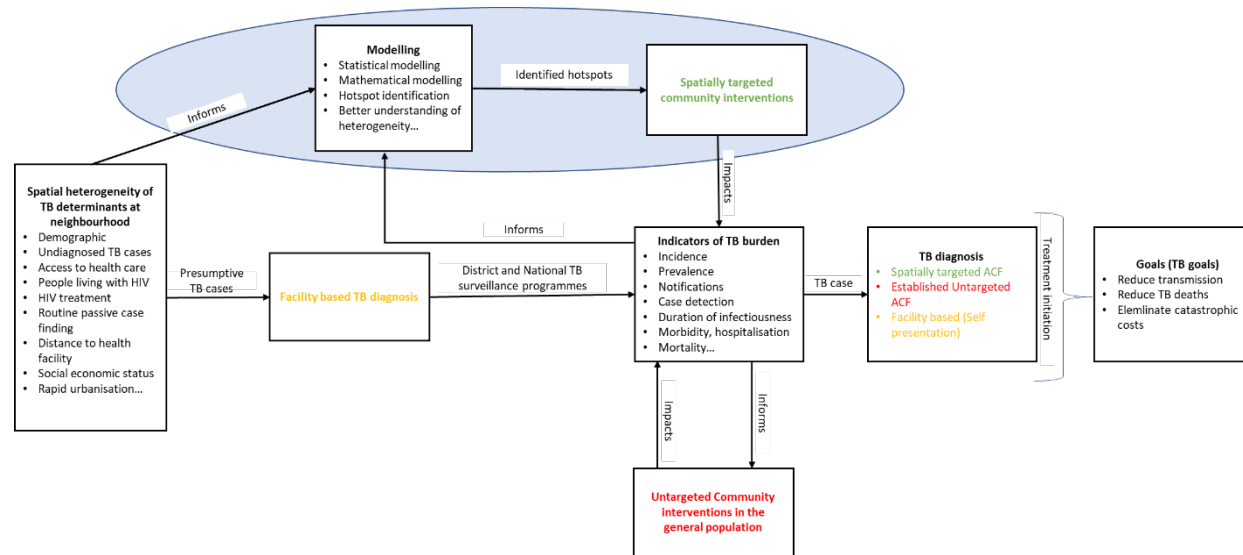 Modelling
• Statistical modelling
• Mathematical modelling
• Hotspot identification
• Better understanding of
heterogeneity...
Identified hotspots
Spatially targeted
community interventions
Informs
Impacts
Spatial heterogeneity of
TB determinants at
neighbourhood
• Demographic
• Undiagnosed TB cases
• Access to health care
• People living with HIV
• HIV treatment
• Routine passive case
finding
• Distance to health
facility
• Social economic status
• Rapid urbanisation...
Presumptive
TB cases
Facility based TB diagnosis
Informs
District and National TB
surveillance programmes
Indicators of TB burden
• Incidence
• Prevalence
• Notifications
• Case detection
• Duration of infectiousness
• Morbidity, hospitalisation
• Mortality...
TB case
TB diagnosis
• Spatially targeted ACF
• Established Untargeted
ACF
• Facility based (Self
presentation)
Treatment initiation
Goals (TB goals)
• Reduce transmission
• Reduce TB deaths
• Elemlinate catastrophic
costs
Impacts
Informs
Untargeted Community
interventions in the
general population